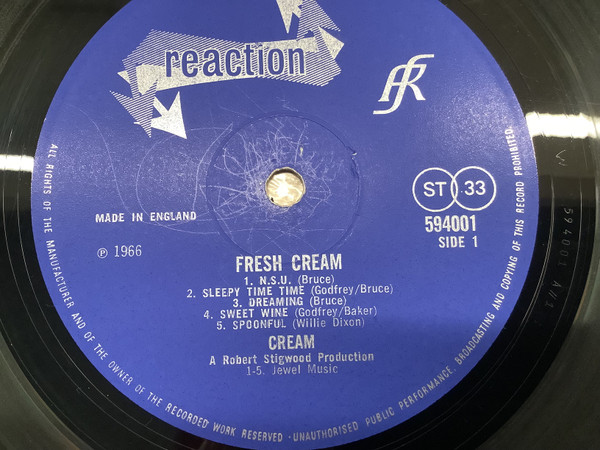 reaction
ST 33
594001
SIDE 1
MADE IN ENGLAND
℗ 1966
FRESH CREAM
1. N.S.U. (Bruce)
2. SLEEPY TIME TIME (Godfrey/Bruce)
3. DREAMING (Bruce)
4. SWEET WINE (Godfrey/Baker)
5. SPOONFUL (Willie Dixon)
CREAM
A Robert Stigwood Production
1-5. Jewel Music
ALL RIGHTS OF THE MANUFACTURER AND OF THE OWNER OF THE RECORDED WORK RESERVED · UNAUTHORISED PUBLIC PERFORMANCE, BROADCASTING AND COPYING OF THIS RECORD PROHIBITED.
594001